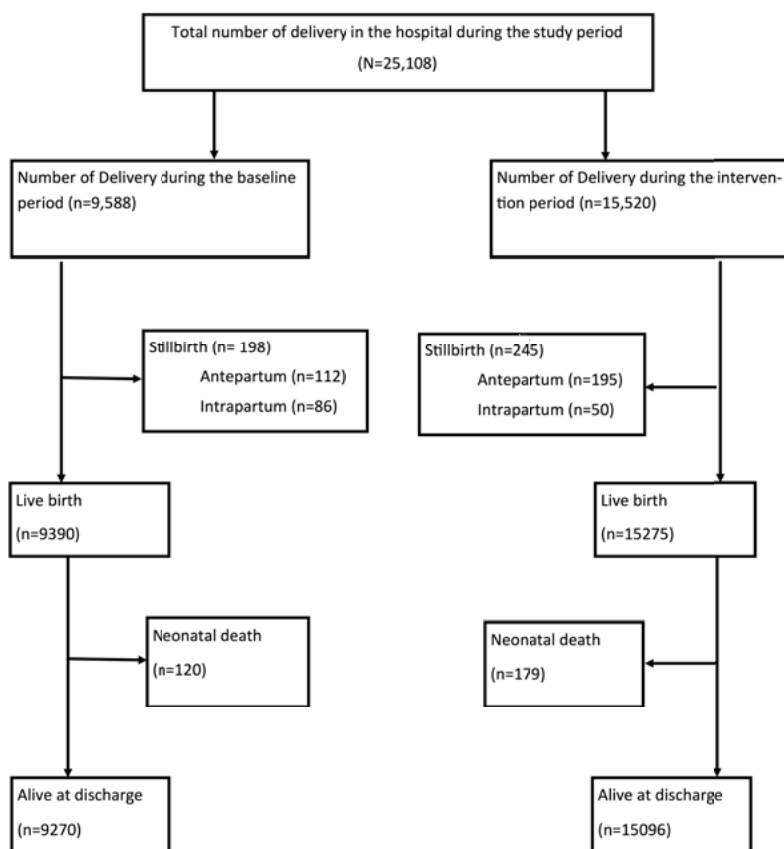 Total number of delivery in the hospital during the study period
(N=25,108)
Number of Delivery during the baseline
period (n=9,588)
Number of Delivery during the interven-
tion period (n=15,520)
Stillbirth (n= 198)
Antepartum (n=112)
Intrapartum (n=86)
Stillbirth (n=245)
Antepartum (n=195)
Intrapartum (n=50)
Live birth
(n=9390)
Live birth
(n=15275)
Neonatal death
(n=120)
Neonatal death
(n=179)
Alive at discharge
(n=9270)
Alive at discharge
(n=15096)